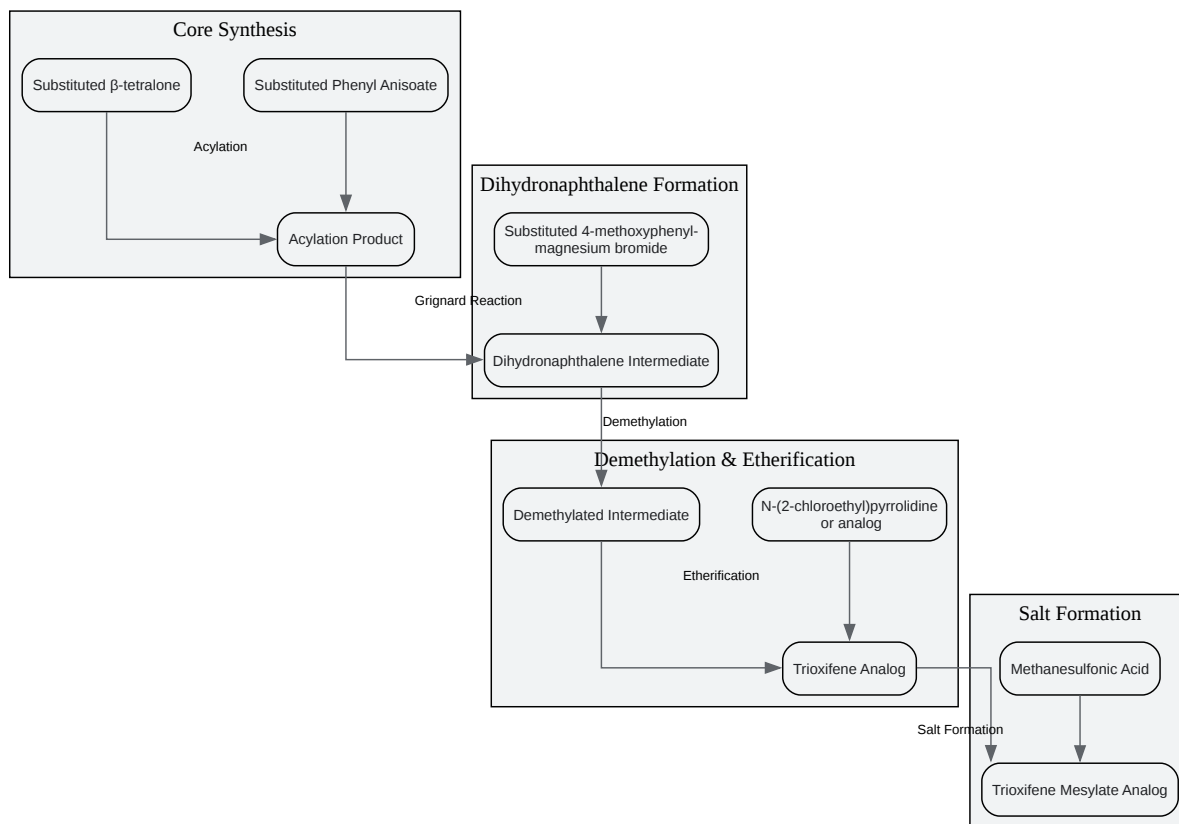 Core Synthesis
Substituted β-tetralone
Substituted Phenyl Anisoate
Acylation
Acylation Product
Dihydronaphthalene Formation
Substituted 4-methoxyphenyl-
magnesium bromide
Grignard Reaction
Dihydronaphthalene Intermediate
Demethylation
Demethylation & Etherification
Demethylated Intermediate
N-(2-chloroethyl)pyrrolidine
or analog
Etherification
Trioxifene Analog
Salt Formation
Methanesulfonic Acid
Salt Formation
Trioxifene Mesylate Analog